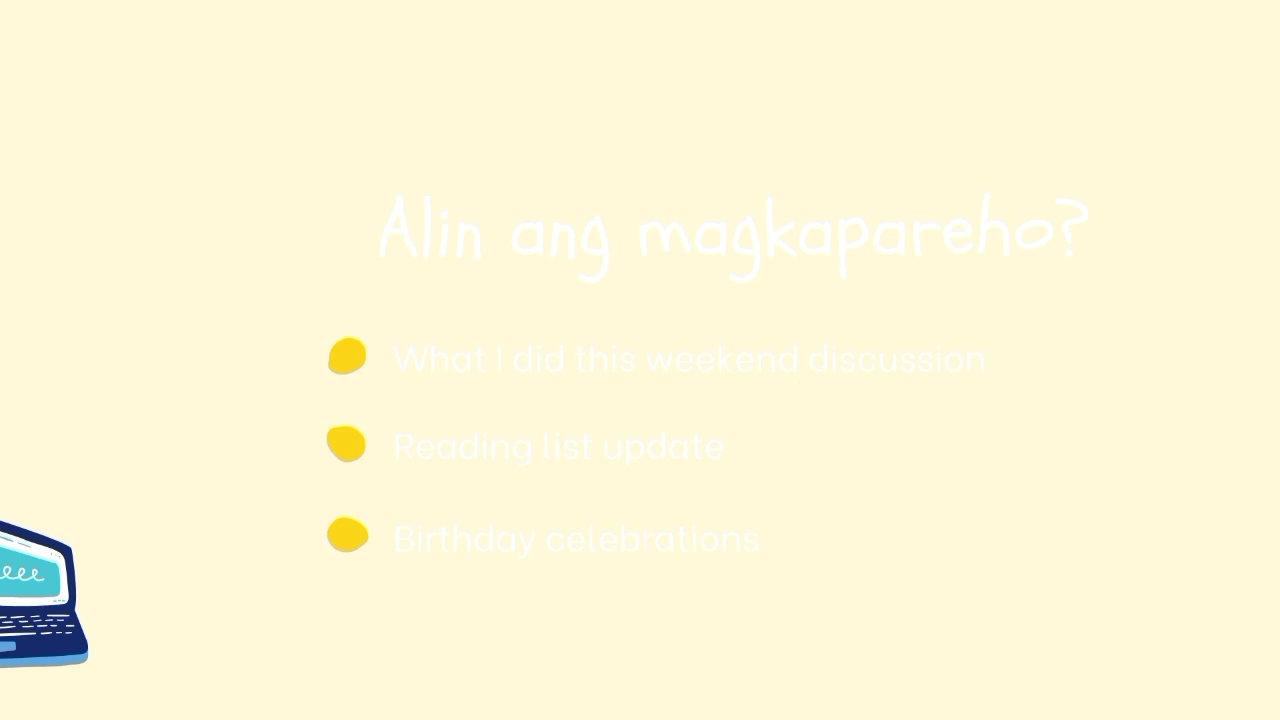 Alin ang magkapareho?
What I did this weekend discussion
Reading list update
Birthday celebrations